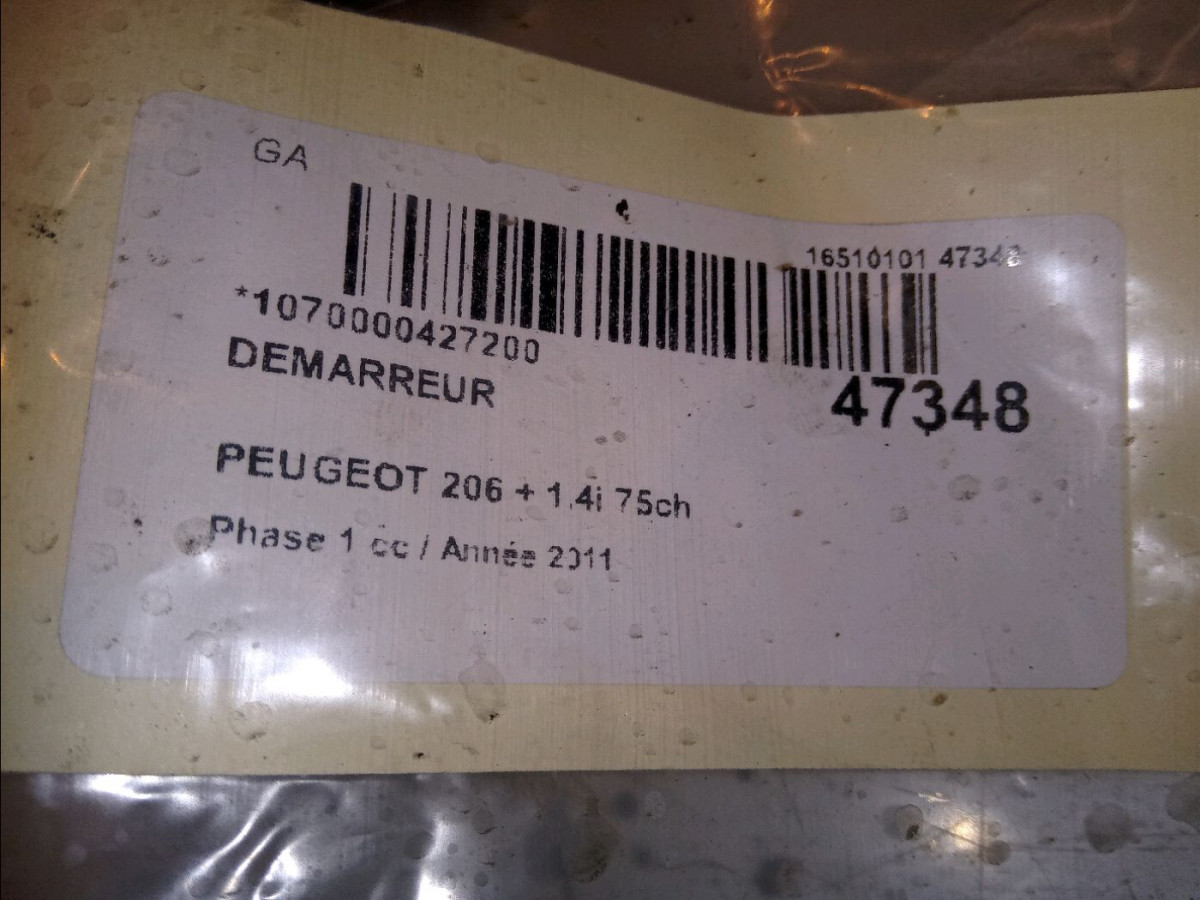 GA
16510101 47348
*1070000427200
DEMARREUR
47348
PEUGEOT 206 + 1.4i 75ch
Phase 1 cc / Année 2011